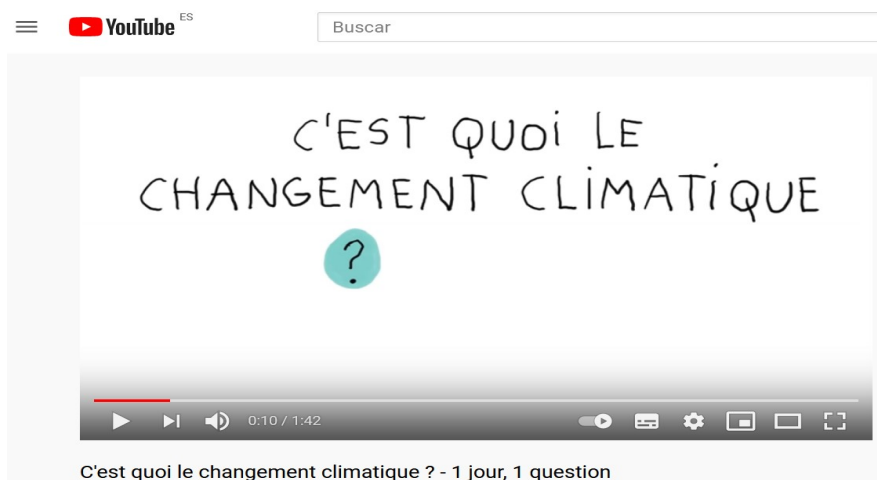 YouTube ES
Buscar
C'EST QUOI LE
CHANGEMENT CLIMATIQUE
?
0:10 / 1:42
C'est quoi le changement climatique ? - 1 jour, 1 question